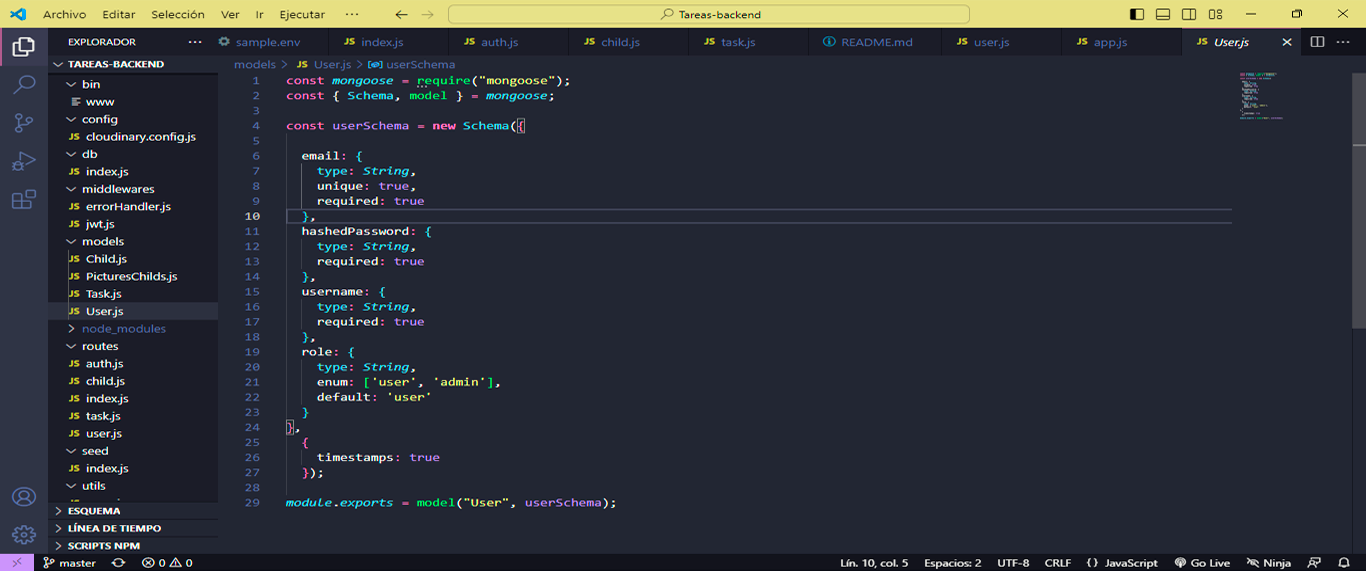 Archivo Editar Selección Ver Ir Ejecutar ··· Tareas-backend
EXPLORADOR ··· sample.env JS index.js JS auth.js JS child.js JS task.js README.md JS user.js JS app.js JS User.js
TAREAS-BACKEND
bin
www
config
JS cloudinary.config.js
db
JS index.js
middlewares
JS errorHandler.js
JS jwt.js
models
JS Child.js
JS PicturesChilds.js
JS Task.js
JS User.js
node_modules
routes
JS auth.js
JS child.js
JS index.js
JS task.js
JS user.js
seed
JS index.js
utils
ESQUEMA
LÍNEA DE TIEMPO
SCRIPTS NPM
models > JS User.js > userSchema
1 const mongoose = require("mongoose");
2 const { Schema, model } = mongoose;
3
4 const userSchema = new Schema({
5
6 email: {
7 type: String,
8 unique: true,
9 required: true
10 },
11 hashedPassword: {
12 type: String,
13 required: true
14 },
15 username: {
16 type: String,
17 required: true
18 },
19 role: {
20 type: String,
21 enum: ['user', 'admin'],
22 default: 'user'
23 }
24 },
25 {
26 timestamps: true
27 });
28
29 module.exports = model("User", userSchema);
master 0 0 Lín. 10, col. 5 Espacios: 2 UTF-8 CRLF {} JavaScript Go Live Ninja